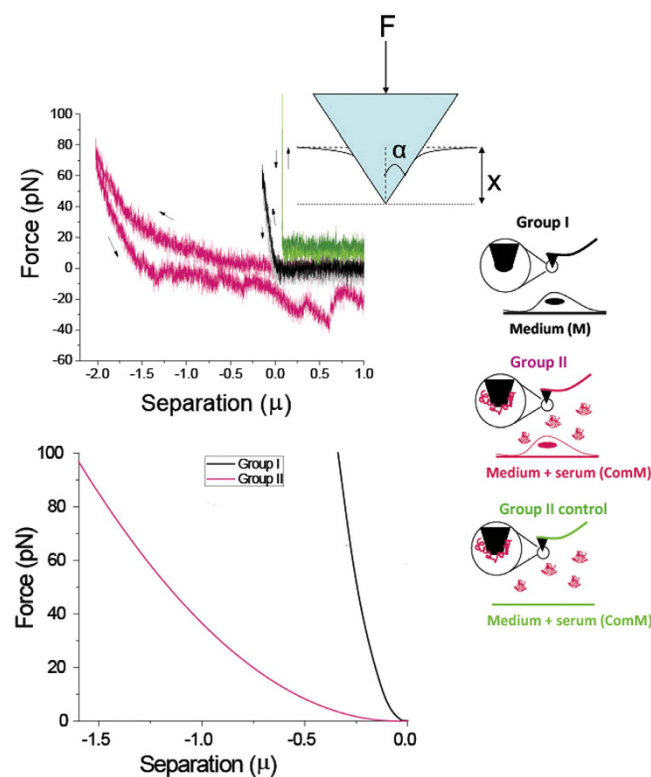 F
α
X
100
80
60
40
20
0
-20
-40
-60
Force (pN)
-2.0 -1.5 -1.0 -0.5 0.0 0.5 1.0
Separation (μ)
Group I
Medium (M)
Group II
Medium + serum (ComM)
Group II control
Medium + serum (ComM)
Group I
Group II
100
80
60
40
20
0
Force (pN)
-1.5 -1.0 -0.5 0.0
Separation (μ)